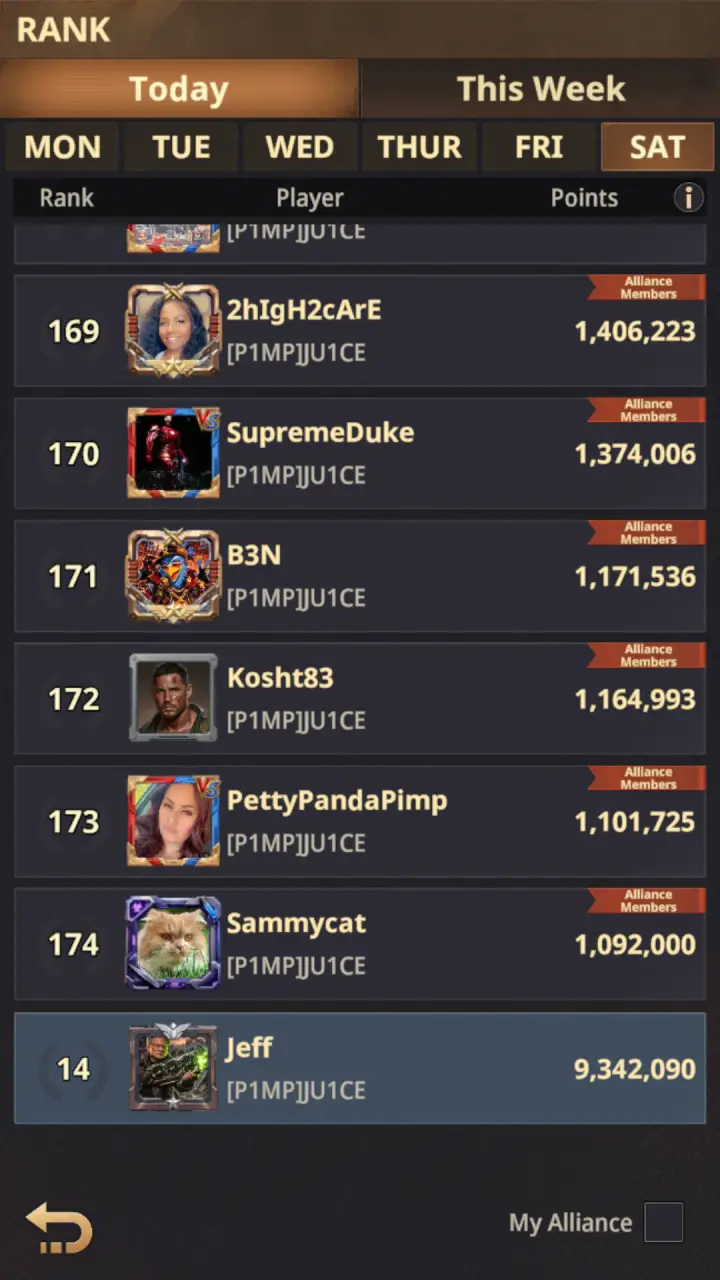 RANK
Today
This Week
MON
TUE
WED
THUR
FRI
SAT
Rank
Player
Points
i
[P1MP]JU1CE
Alliance
Members
169
2hIgH2cArE
[P1MP]JU1CE
1,406,223
Alliance
Members
170
VS
SupremeDuke
[P1MP]JU1CE
1,374,006
Alliance
Members
171
B3N
[P1MP]JU1CE
1,171,536
Alliance
Members
172
Kosht83
[P1MP]JU1CE
1,164,993
Alliance
Members
173
VS
PettyPandaPimp
[P1MP]JU1CE
1,101,725
Alliance
Members
174
Sammycat
[P1MP]JU1CE
1,092,000
14
Jeff
[P1MP]JU1CE
9,342,090
My Alliance